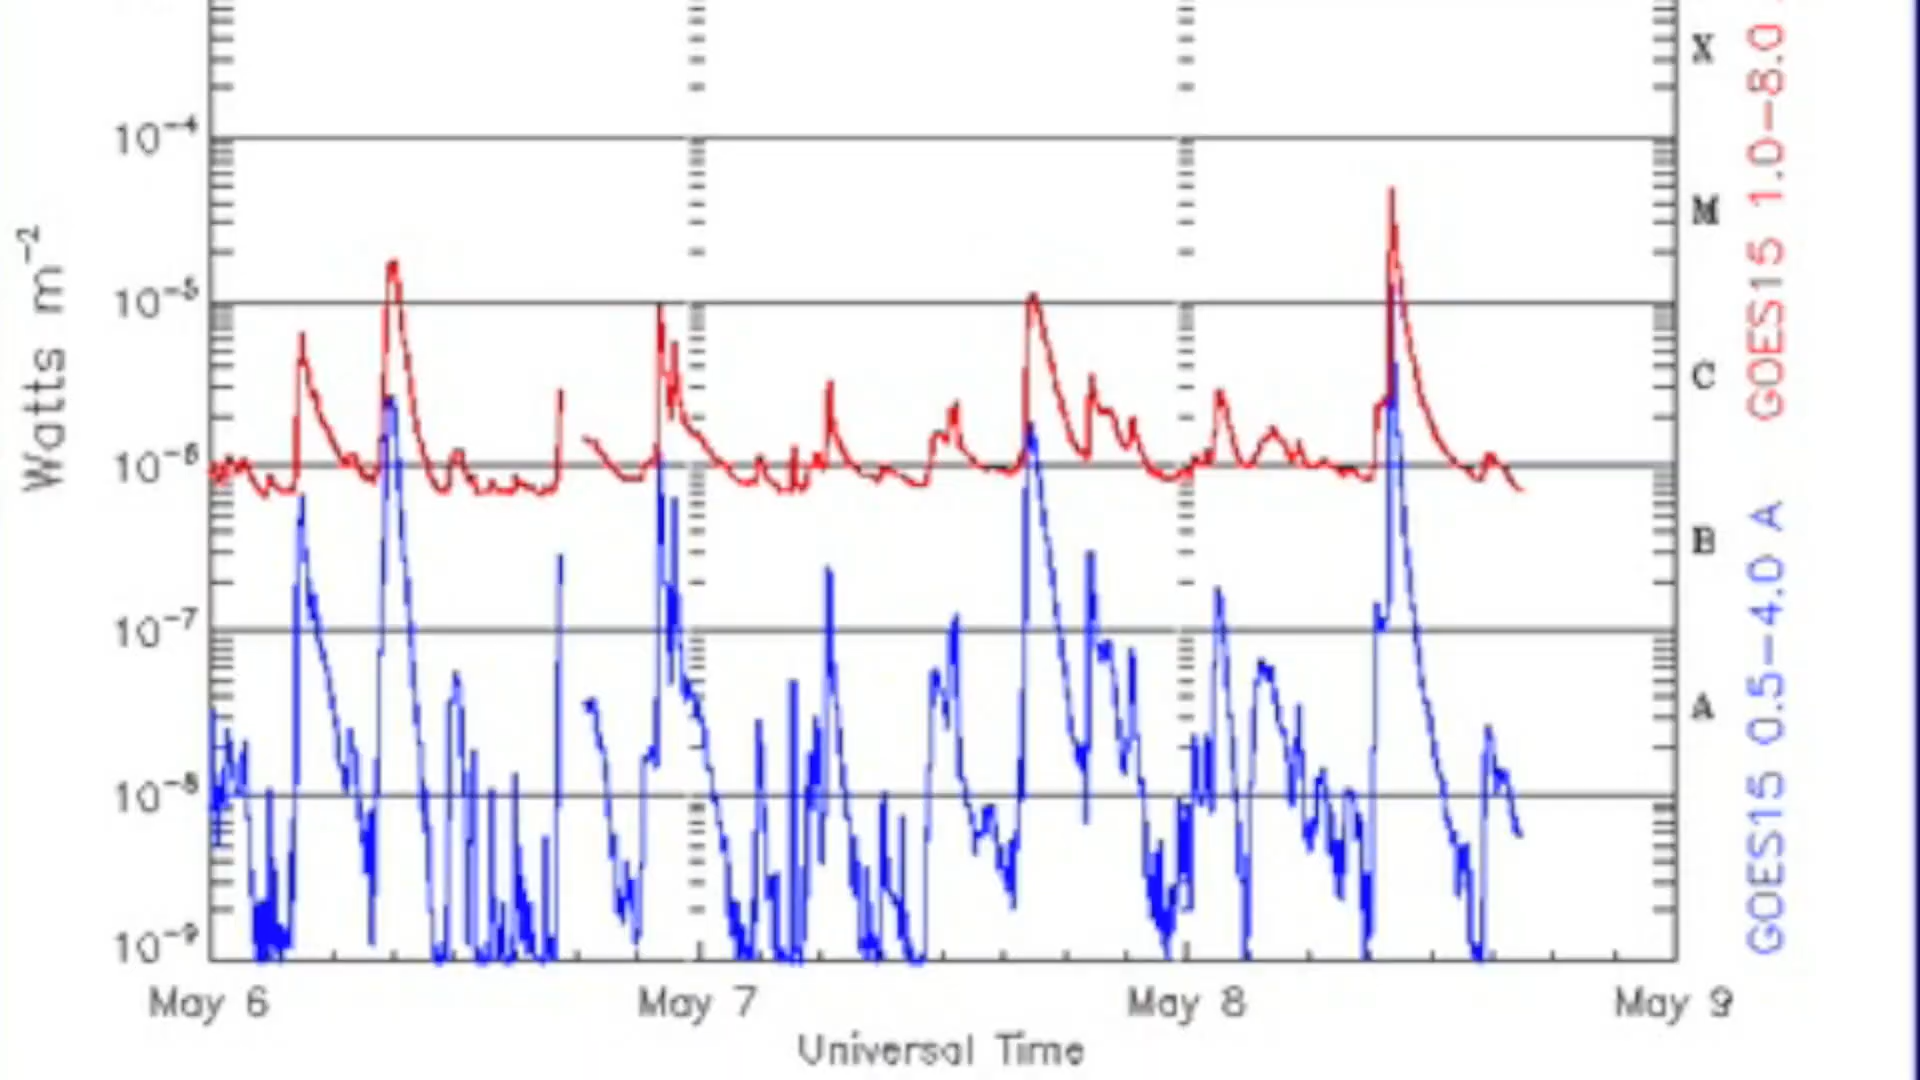 Watts m⁻²
10⁻⁴
10⁻⁵
10⁻⁶
10⁻⁷
10⁻⁸
10⁻⁹
May 6
May 7
May 8
May 9
Universal Time
X
M
C
B
A
GOES15 1.0-8.0
GOES15 0.5-4.0 A